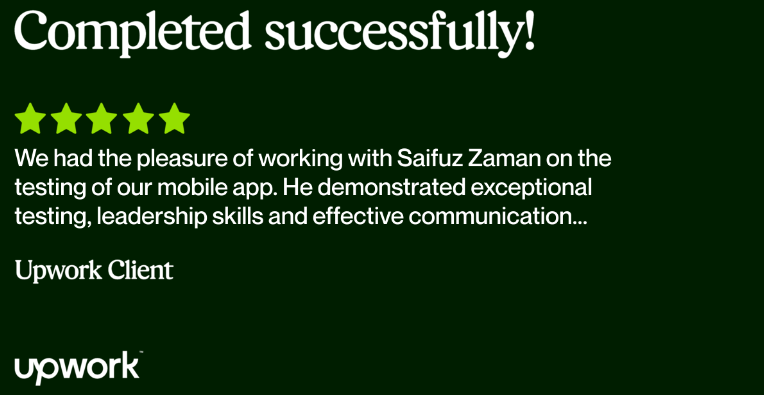 Completed successfully!
We had the pleasure of working with Saifuz Zaman on the
testing of our mobile app. He demonstrated exceptional
testing, leadership skills and effective communication...
Upwork Client
upwork™